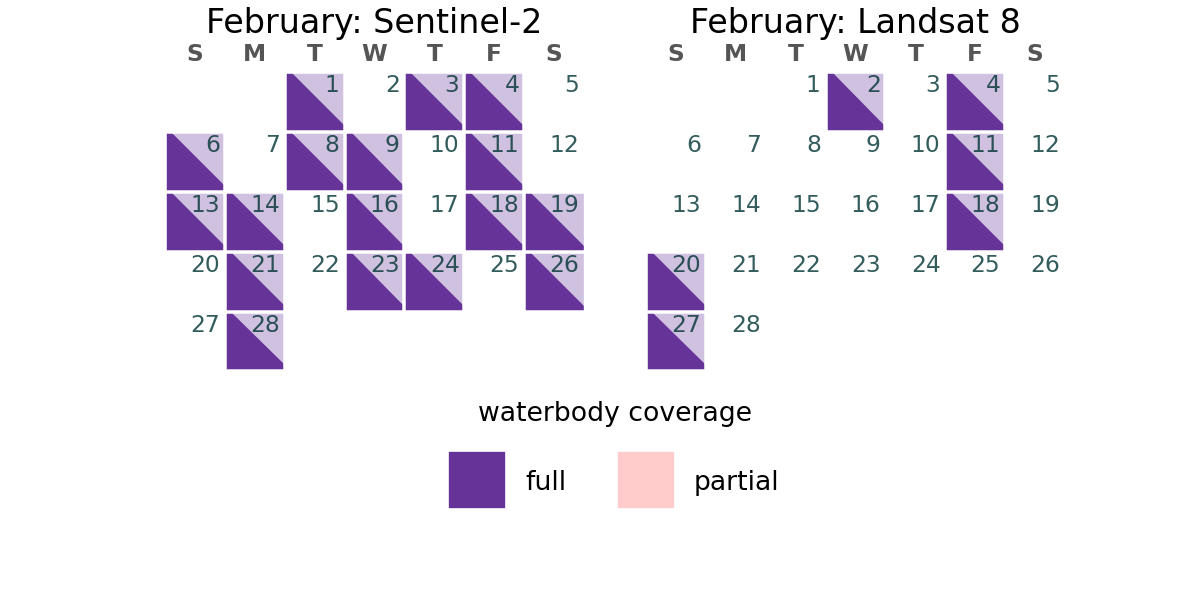 February: Sentinel-2
S M T W T F S
1 2 3 4 5
6 7 8 9 10 11 12
13 14 15 16 17 18 19
20 21 22 23 24 25 26
27 28
February: Landsat 8
S M T W T F S
1 2 3 4 5
6 7 8 9 10 11 12
13 14 15 16 17 18 19
20 21 22 23 24 25 26
27 28
waterbody coverage
full partial